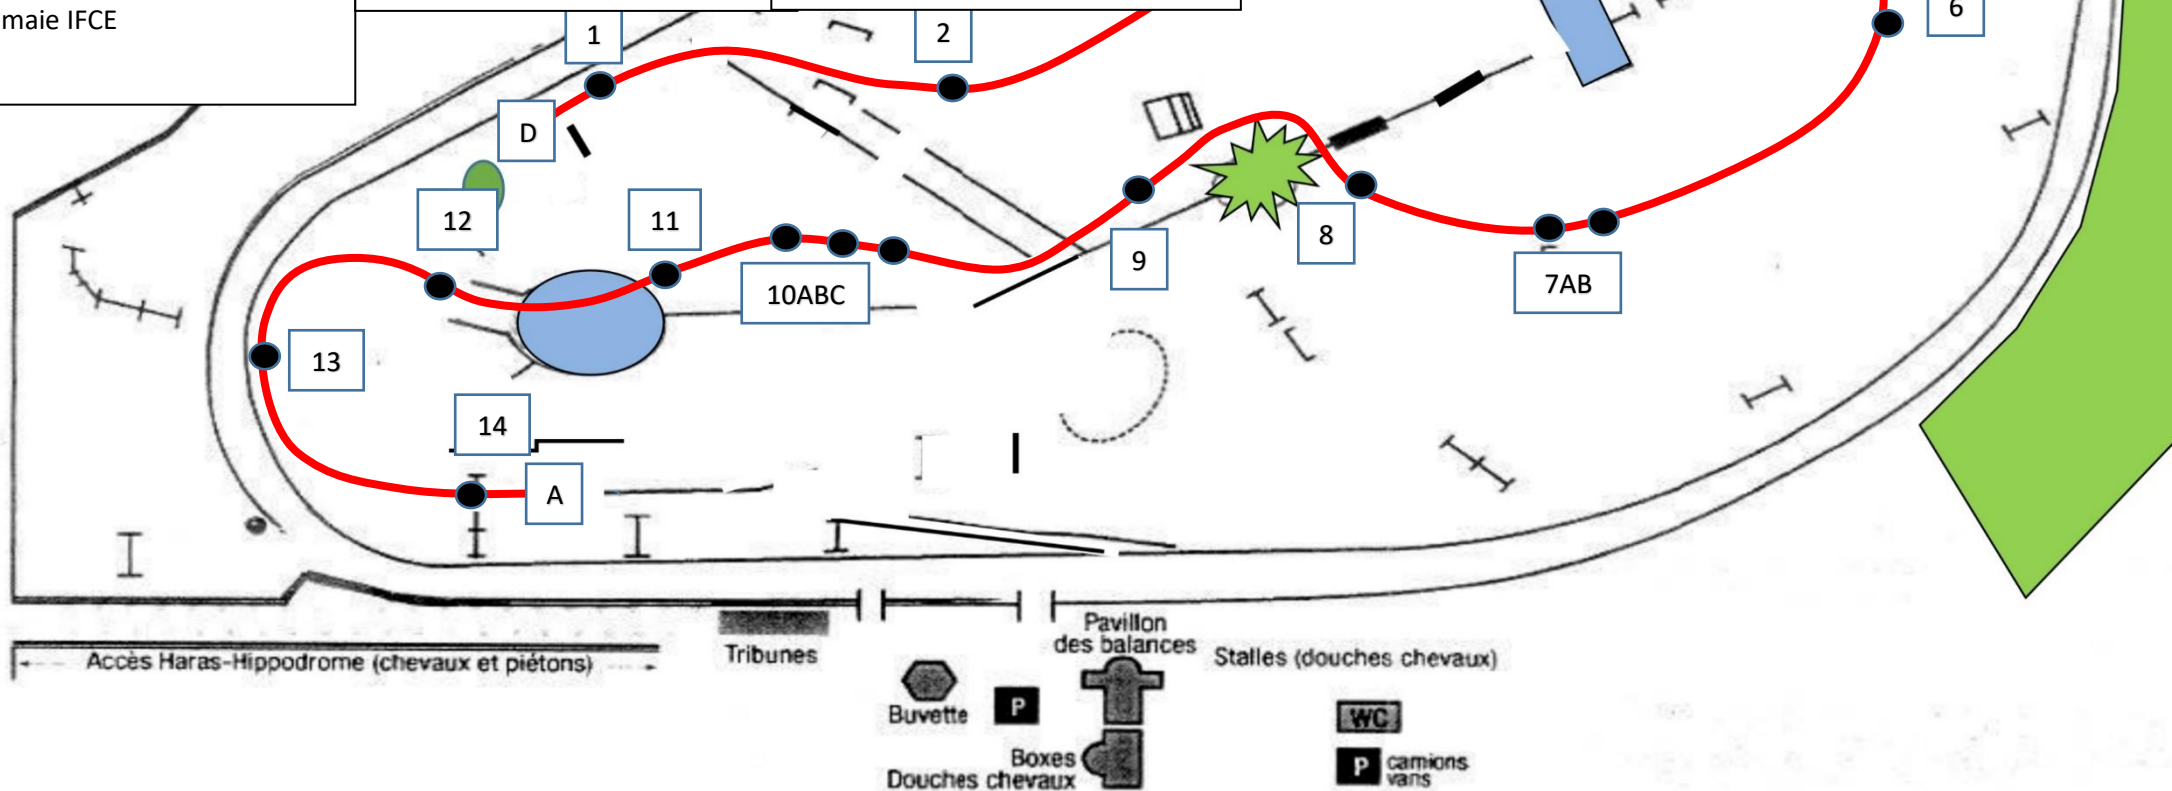 maie IFCE
1
2
6
D
12
11
9
8
10ABC
7AB
13
14
A
Accès Haras-Hippodrome (chevaux et piétons)
Tribunes
Pavillon
des balances
Stalles (douches chevaux)
Buvette
P
WC
Boxes
Douches chevaux
P
camions
vans